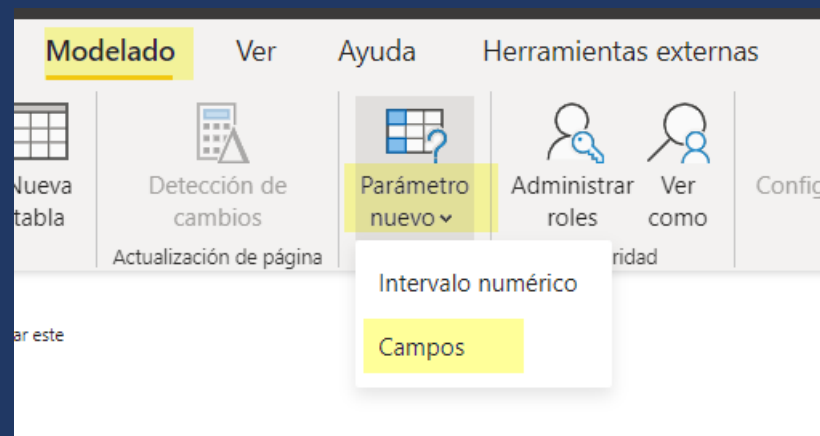 Modelado Ver Ayuda Herramientas externas
Nueva tabla
Detección de cambios
Parámetro nuevo
Administrar roles
Ver como
Config
Actualización de página
ridad
Intervalo numérico
Campos
ar este